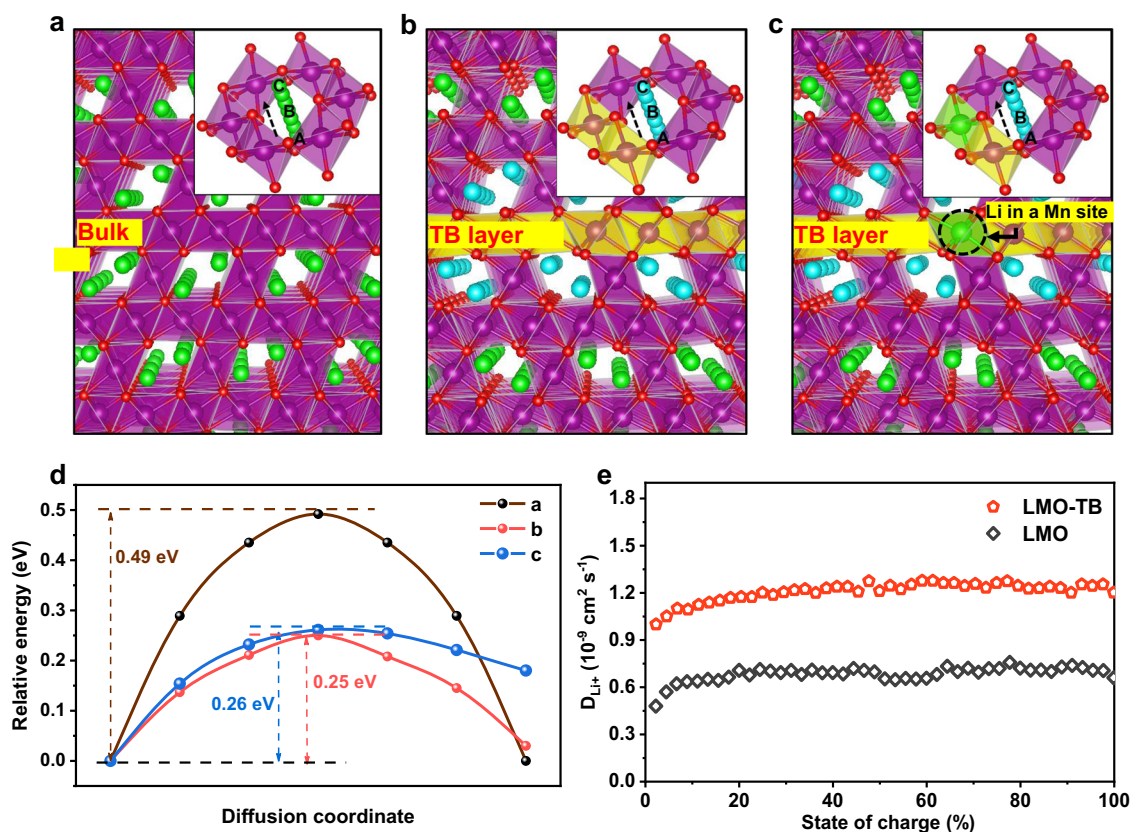 a
b
c
C
B
A
C
B
A
C
B
A
Bulk
TB layer
TB layer
Li in a Mn site
d
0.5
0.4
0.3
0.2
0.1
0.0
Relative energy (eV)
Diffusion coordinate
0.49 eV
0.26 eV
0.25 eV
a
b
c
e
1.8
1.5
1.2
0.9
0.6
0.3
0.0
D_Li+ (10⁻⁹ cm² s⁻¹)
LMO-TB
LMO
0 20 40 60 80 100
State of charge (%)